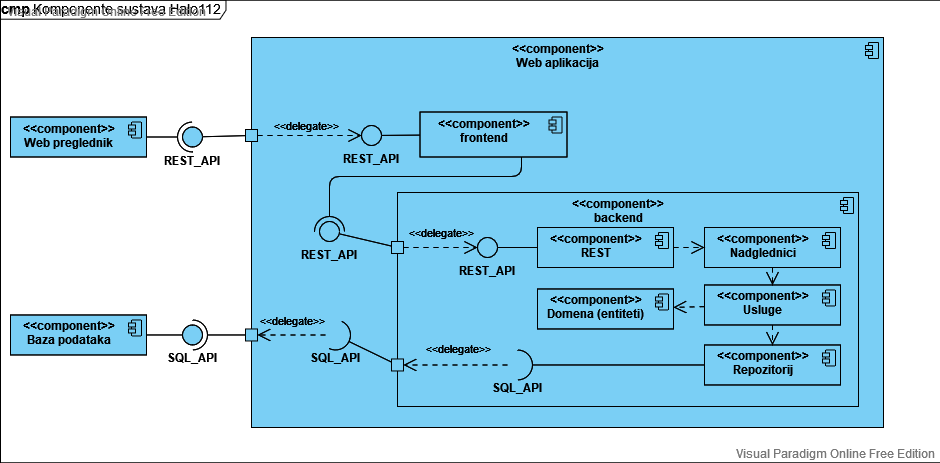 cmp Komponente sustava Halo112
Visual Paradigm Online Free Edition
<<component>>
Web aplikacija
<<component>>
Web preglednik
REST_API
<<delegate>>
REST_API
<<component>>
frontend
<<component>>
backend
REST_API
<<delegate>>
REST_API
<<component>>
REST
<<component>>
Nadglednici
<<component>>
Domena (entiteti)
<<component>>
Usluge
<<component>>
Baza podataka
SQL_API
<<delegate>>
SQL_API
<<delegate>>
SQL_API
<<component>>
Repozitorij
Visual Paradigm Online Free Edition